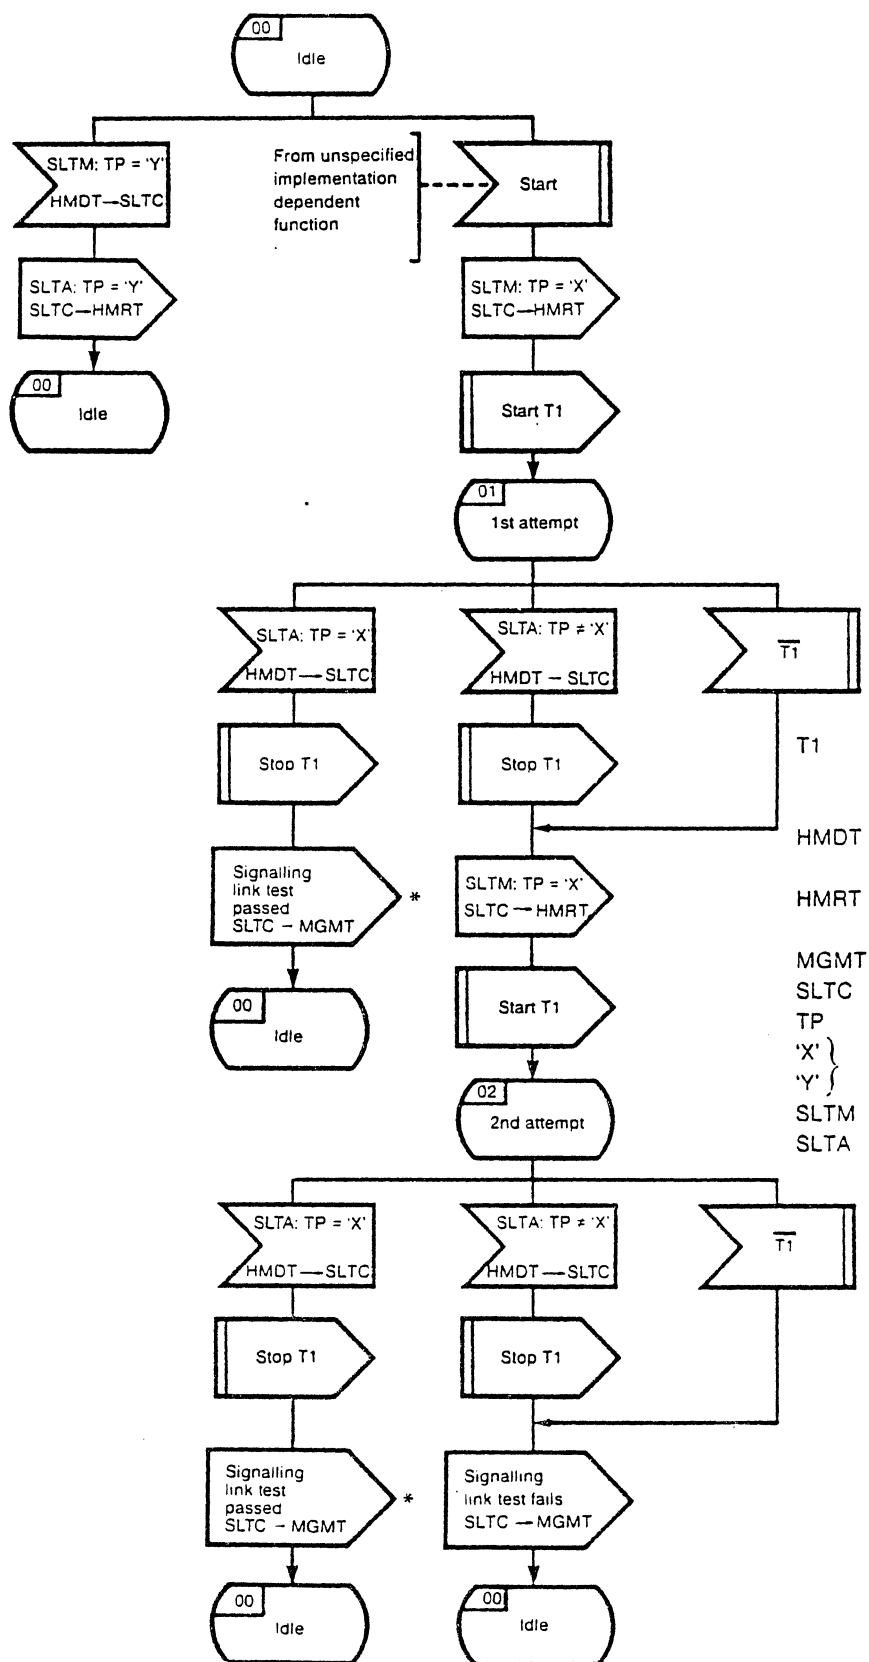 00
Idle
SLTM: TP = 'Y'
HMDT→SLTC
From unspecified
implementation
dependent
function
Start
SLTA: TP = 'Y'
SLTC→HMRT
SLTM: TP = 'X'
SLTC→HMRT
00
Idle
Start T1
01
1st attempt
SLTA: TP = 'X'
HMDT→SLTC
SLTA: TP ≠ 'X'
HMDT – SLTC
T1
Stop T1
Stop T1
T1
HMDT
HMRT
MGMT
SLTC
TP
'X' }
'Y' }
SLTM
SLTA
Signalling
link test
passed
SLTC – MGMT
*
SLTM: TP = 'X'
SLTC→HMRT
00
Idle
Start T1
02
2nd attempt
SLTA: TP = 'X'
HMDT→SLTC
SLTA: TP ≠ 'X'
HMDT→SLTC
T1
Stop T1
Stop T1
Signalling
link test
passed
SLTC – MGMT
*
Signalling
link test fails
SLTC→MGMT
00
Idle
00
Idle